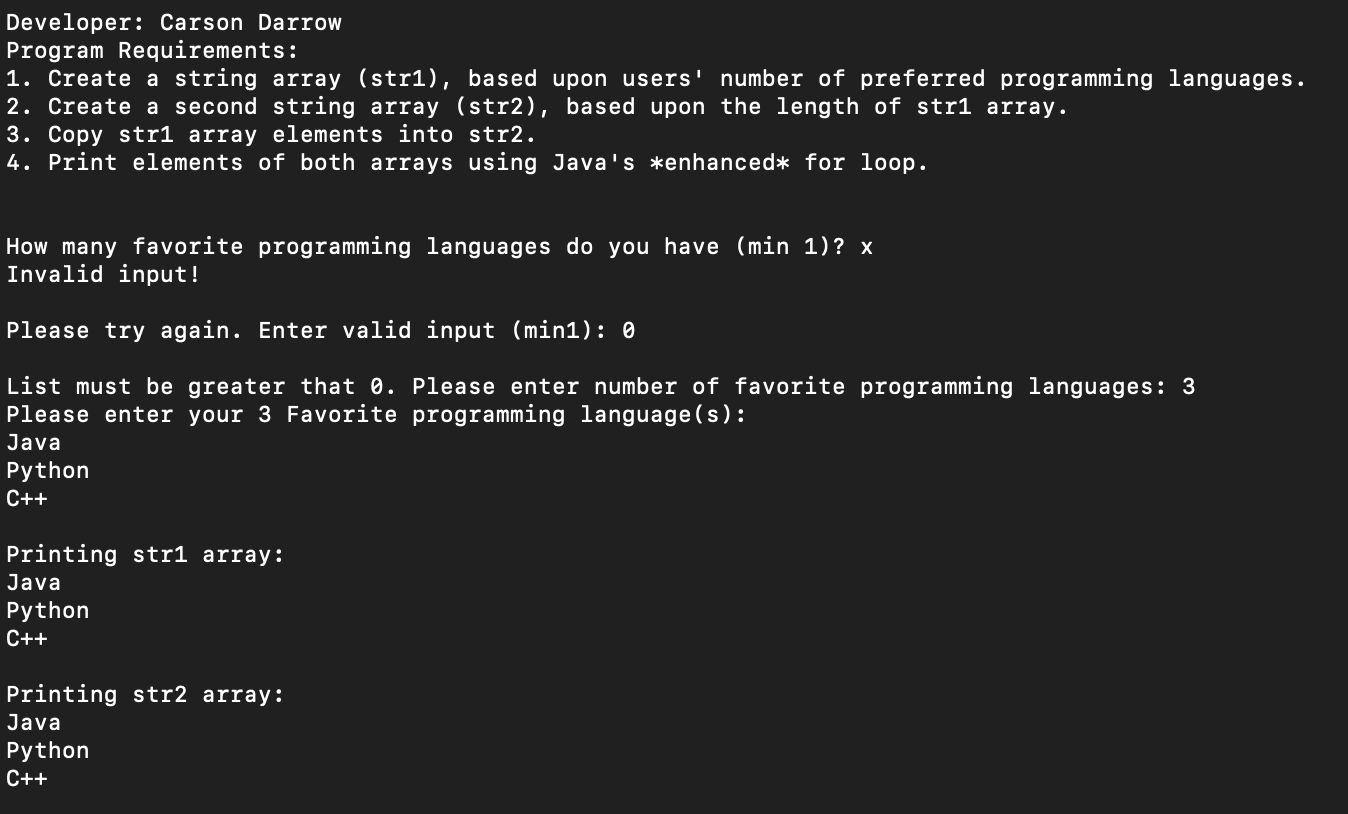 Developer: Carson Darrow
Program Requirements:
1. Create a string array (str1), based upon users' number of preferred programming languages.
2. Create a second string array (str2), based upon the length of str1 array.
3. Copy str1 array elements into str2.
4. Print elements of both arrays using Java's *enhanced* for loop.
How many favorite programming languages do you have (min 1)? x
Invalid input!
Please try again. Enter valid input (min1): 0
List must be greater that 0. Please enter number of favorite programming languages: 3
Please enter your 3 Favorite programming language(s):
Java
Python
C++
Printing str1 array:
Java
Python
C++
Printing str2 array:
Java
Python
C++